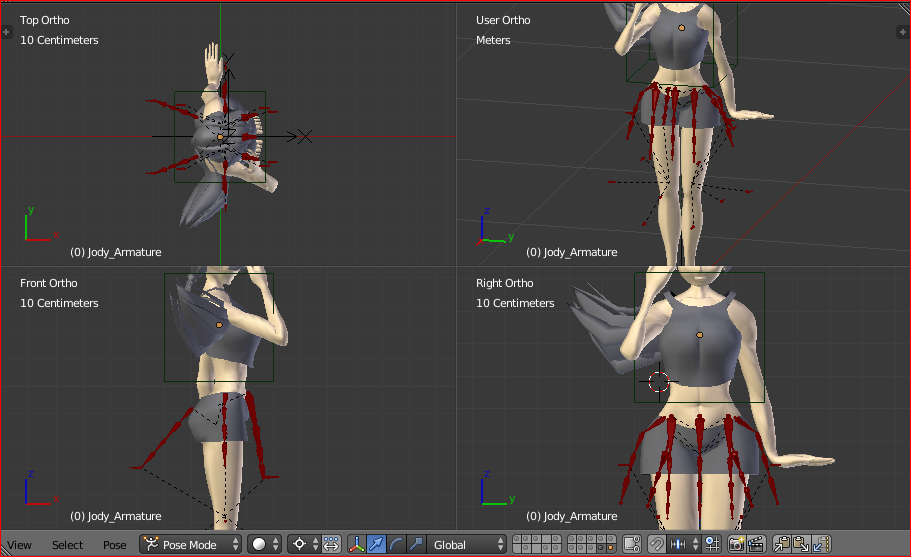 Top Ortho
10 Centimeters
y
x
(0) Jody_Armature
User Ortho
Meters
z
y
(0) Jody_Armature
Front Ortho
10 Centimeters
z
x
(0) Jody_Armature
Right Ortho
10 Centimeters
z
y
(0) Jody_Armature
View Select Pose Pose Mode Global